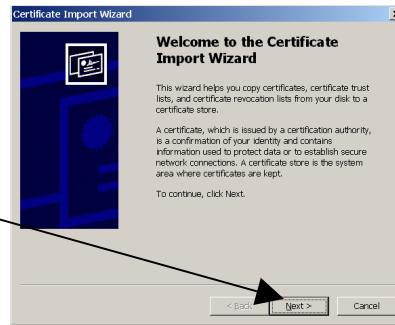 Certificate Import Wizard
Welcome to the Certificate
Import Wizard
This wizard helps you copy certificates, certificate trust
lists, and certificate revocation lists from your disk to a
certificate store.
A certificate, which is issued by a certification authority,
is a confirmation of your identity and contains
information used to protect data or to establish secure
network connections. A certificate store is the system
area where certificates are kept.
To continue, click Next.
< Back Next > Cancel